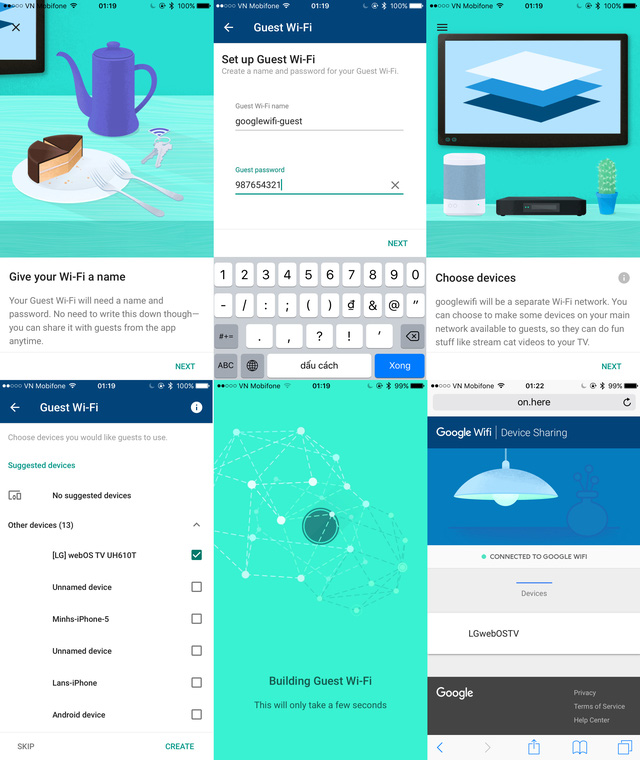 ●●○○○ VN Mobifone 01:19 100%
Give your Wi-Fi a name
Your Guest Wi-Fi will need a name and
password. No need to write this down though—
you can share it with guests from the app
anytime.
NEXT
●●○○○ VN Mobifone 01:19 100%
Guest Wi-Fi
Set up Guest Wi-Fi
Create a name and password for your Guest Wi-Fi.
Guest Wi-Fi name
googlewifi-guest
Guest password
987654321
NEXT
1 2 3 4 5 6 7 8 9 0
- / : ; ( ) đ & @ "
#+= . , ? ! '
ABC dấu cách Xong
●●○○○ VN Mobifone 01:19 100%
Choose devices
googlewifi will be a separate Wi-Fi network. You
can choose to make some devices on your main
network available to guests, so they can do fun
stuff like stream cat videos to your TV.
NEXT
●●○○○ VN Mobifone 01:19 100%
Guest Wi-Fi
Choose devices you would like guests to use.
Suggested devices
No suggested devices
Other devices (13)
[LG] webOS TV UH610T
Unnamed device
Minhs-iPhone-5
Unnamed device
Lans-iPhone
Android device
SKIP CREATE
●●○○○ VN Mobifone 01:19 99%
Building Guest Wi-Fi
This will only take a few seconds
●●○○○ VN Mobifone 01:22 99%
on.here
Google Wifi | Device Sharing
CONNECTED TO GOOGLE WIFI
Devices
LGwebOSTV
Google
Privacy
Terms of Service
Help Center